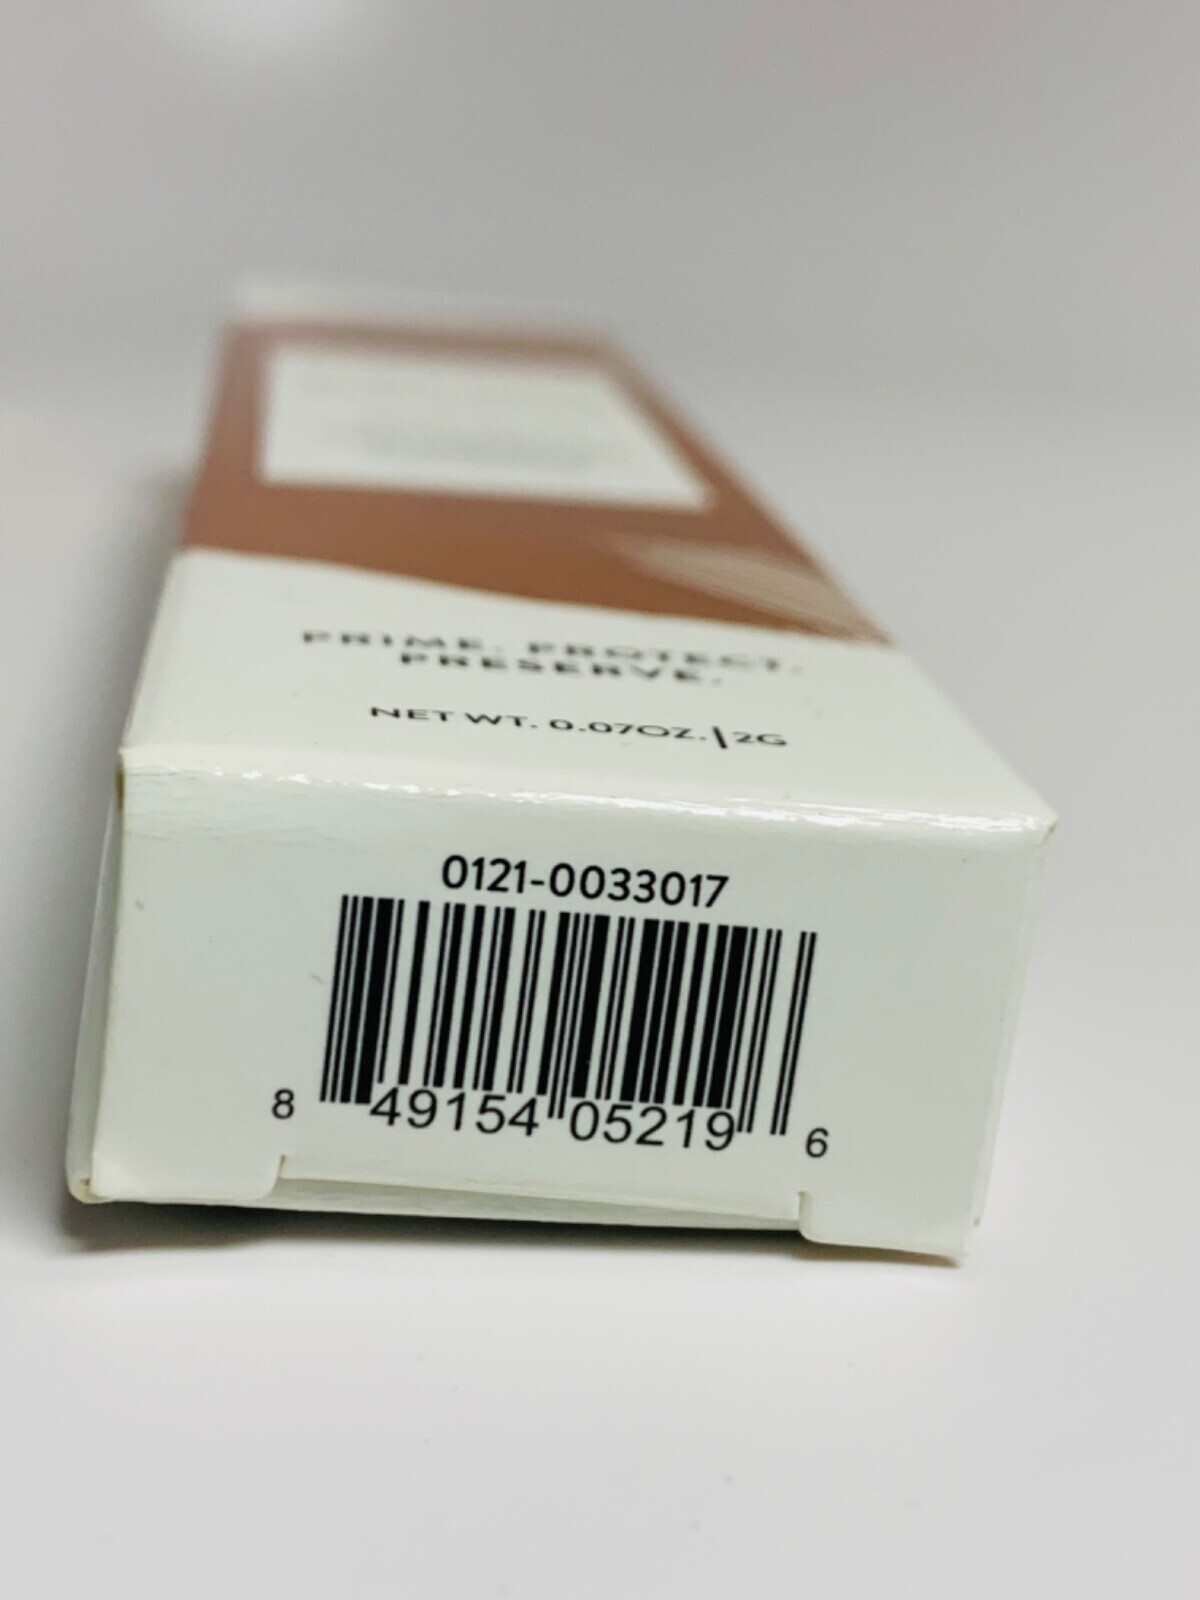 PRIME. PROTECT.
PRESERVE.
NET WT. 0.07OZ.|2G
0121-0033017
8 49154 05219 6